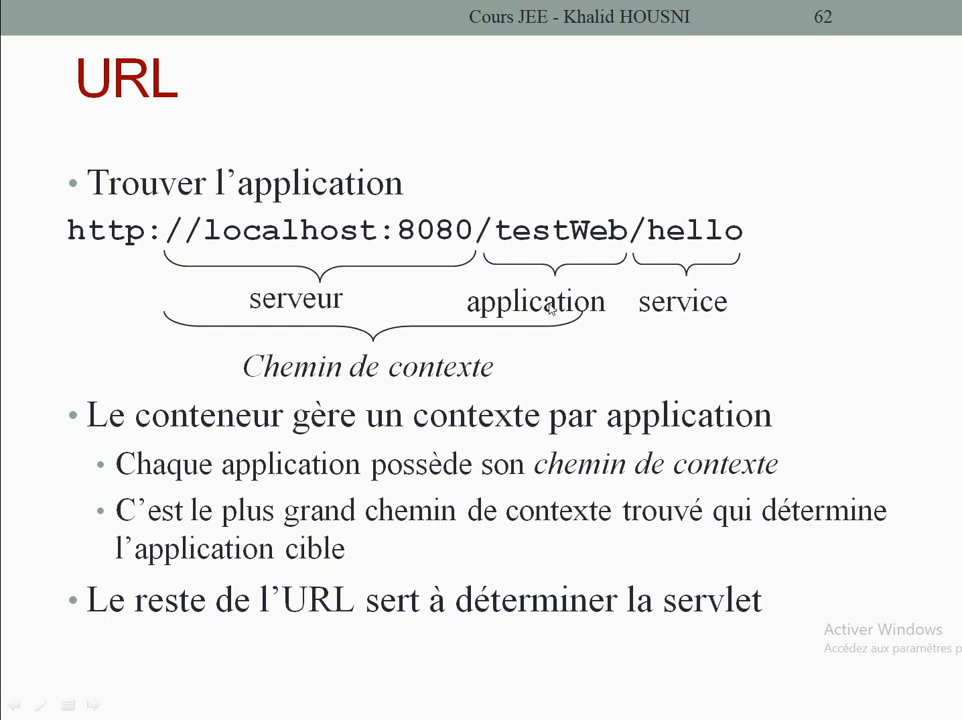 Cours JEE - Khalid HOUSNI 62
URL
• Trouver l’application
http://localhost:8080/testWeb/hello
serveur application service
Chemin de contexte
• Le conteneur gère un contexte par application
• Chaque application possède son chemin de contexte
• C’est le plus grand chemin de contexte trouvé qui détermine
l’application cible
• Le reste de l’URL sert à déterminer la servlet
Activer Windows
Accédez aux paramètres p